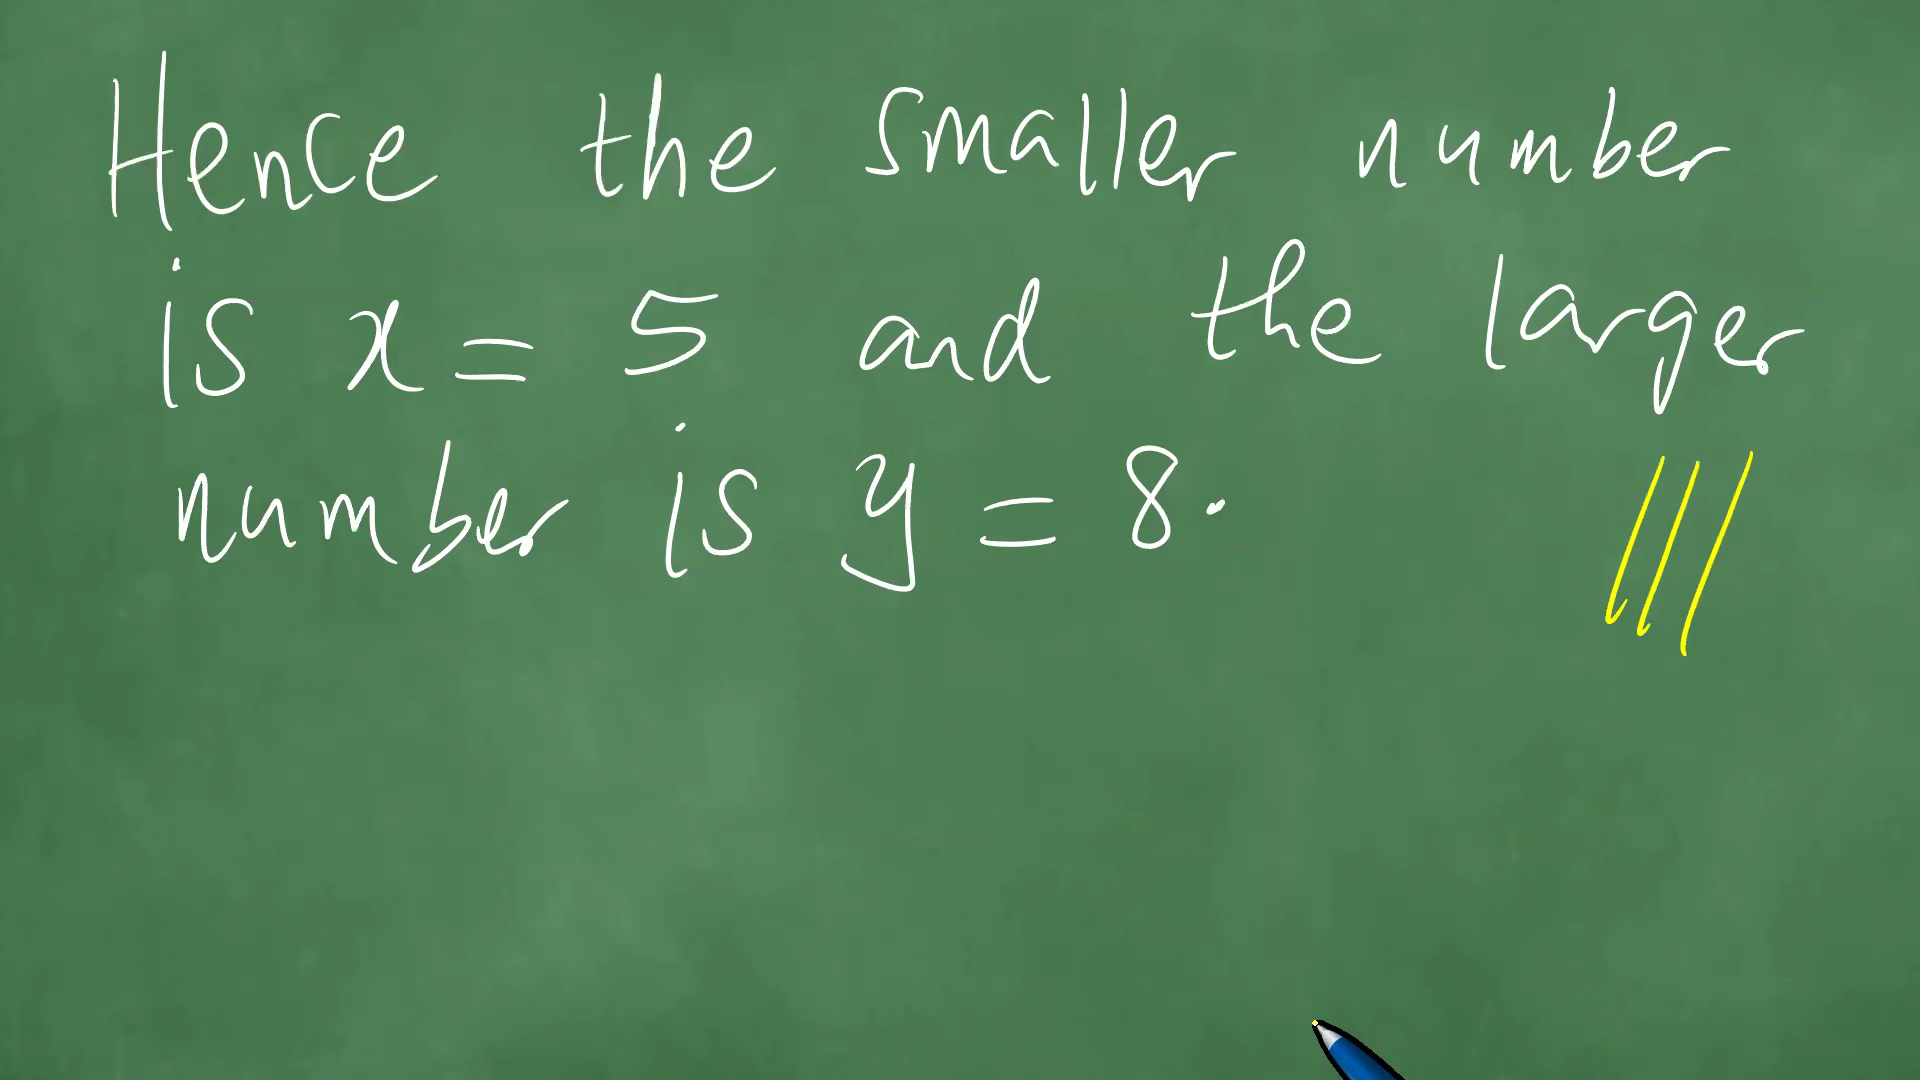 Hence the smaller number
is x = 5 and the larger
number is y = 8.